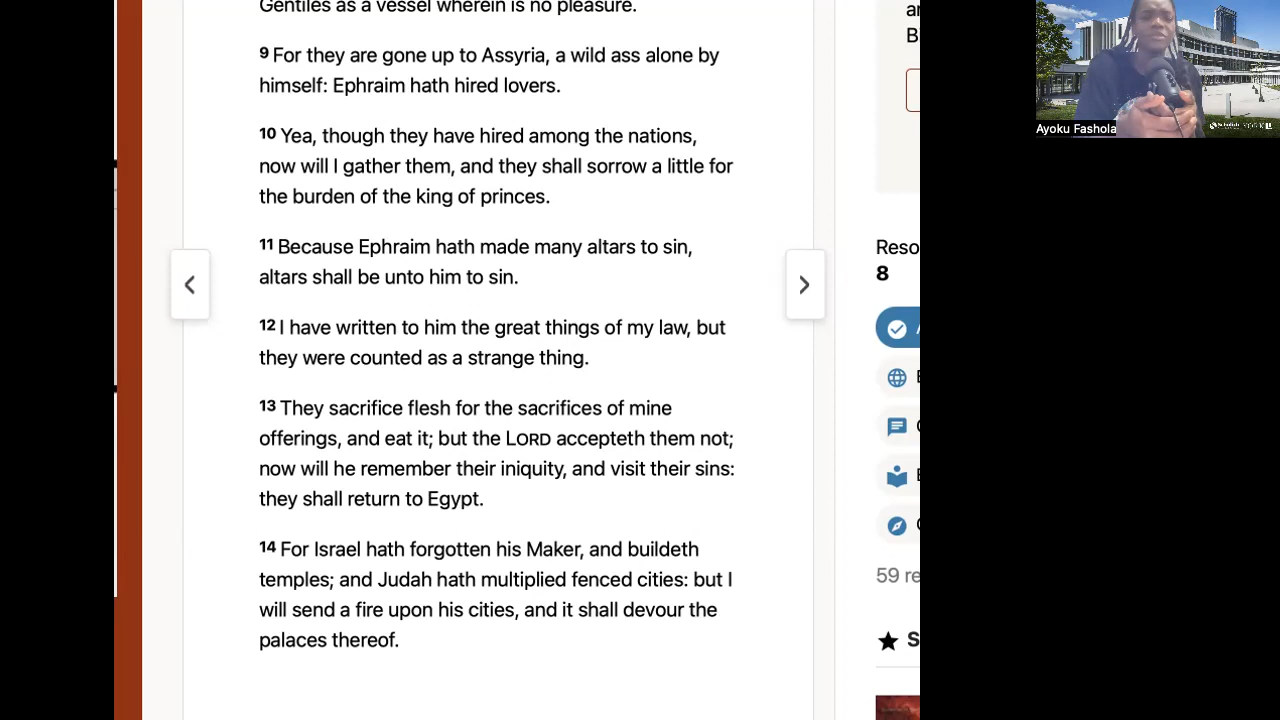 Gentiles as a vessel wherein is no pleasure.
9 For they are gone up to Assyria, a wild ass alone by
himself: Ephraim hath hired lovers.
10 Yea, though they have hired among the nations,
now will I gather them, and they shall sorrow a little for
the burden of the king of princes.
11 Because Ephraim hath made many altars to sin,
altars shall be unto him to sin.
12 I have written to him the great things of my law, but
they were counted as a strange thing.
13 They sacrifice flesh for the sacrifices of mine
offerings, and eat it; but the LORD accepteth them not;
now will he remember their iniquity, and visit their sins:
they shall return to Egypt.
14 For Israel hath forgotten his Maker, and buildeth
temples; and Judah hath multiplied fenced cities: but I
will send a fire upon his cities, and it shall devour the
palaces thereof.
B
Reso
8
59 re
S
Ayoku Fashola